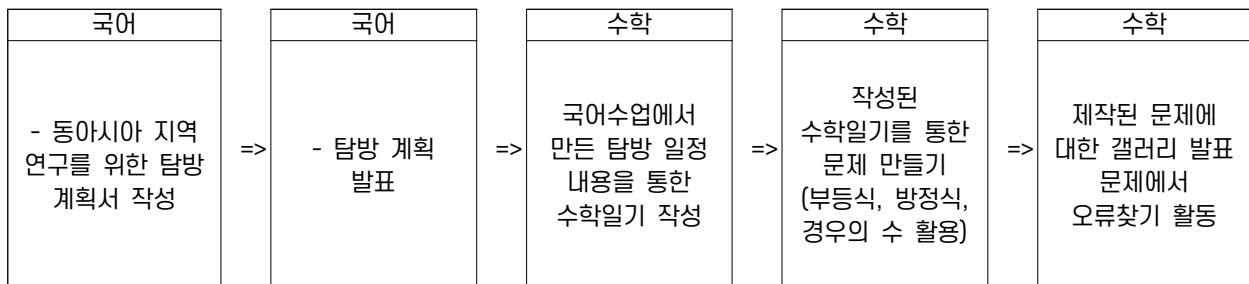 국어
- 동아시아 지역
연구를 위한 탐방
계획서 작성
=>
국어
- 탐방 계획
발표
=>
수학
국어수업에서
만든 탐방 일정
내용을 통한
수학일기 작성
=>
수학
작성된
수학일기를 통한
문제 만들기
(부등식, 방정식,
경우의 수 활용)
=>
수학
제작된 문제에
대한 갤러리 발표
문제에서
오류찾기 활동